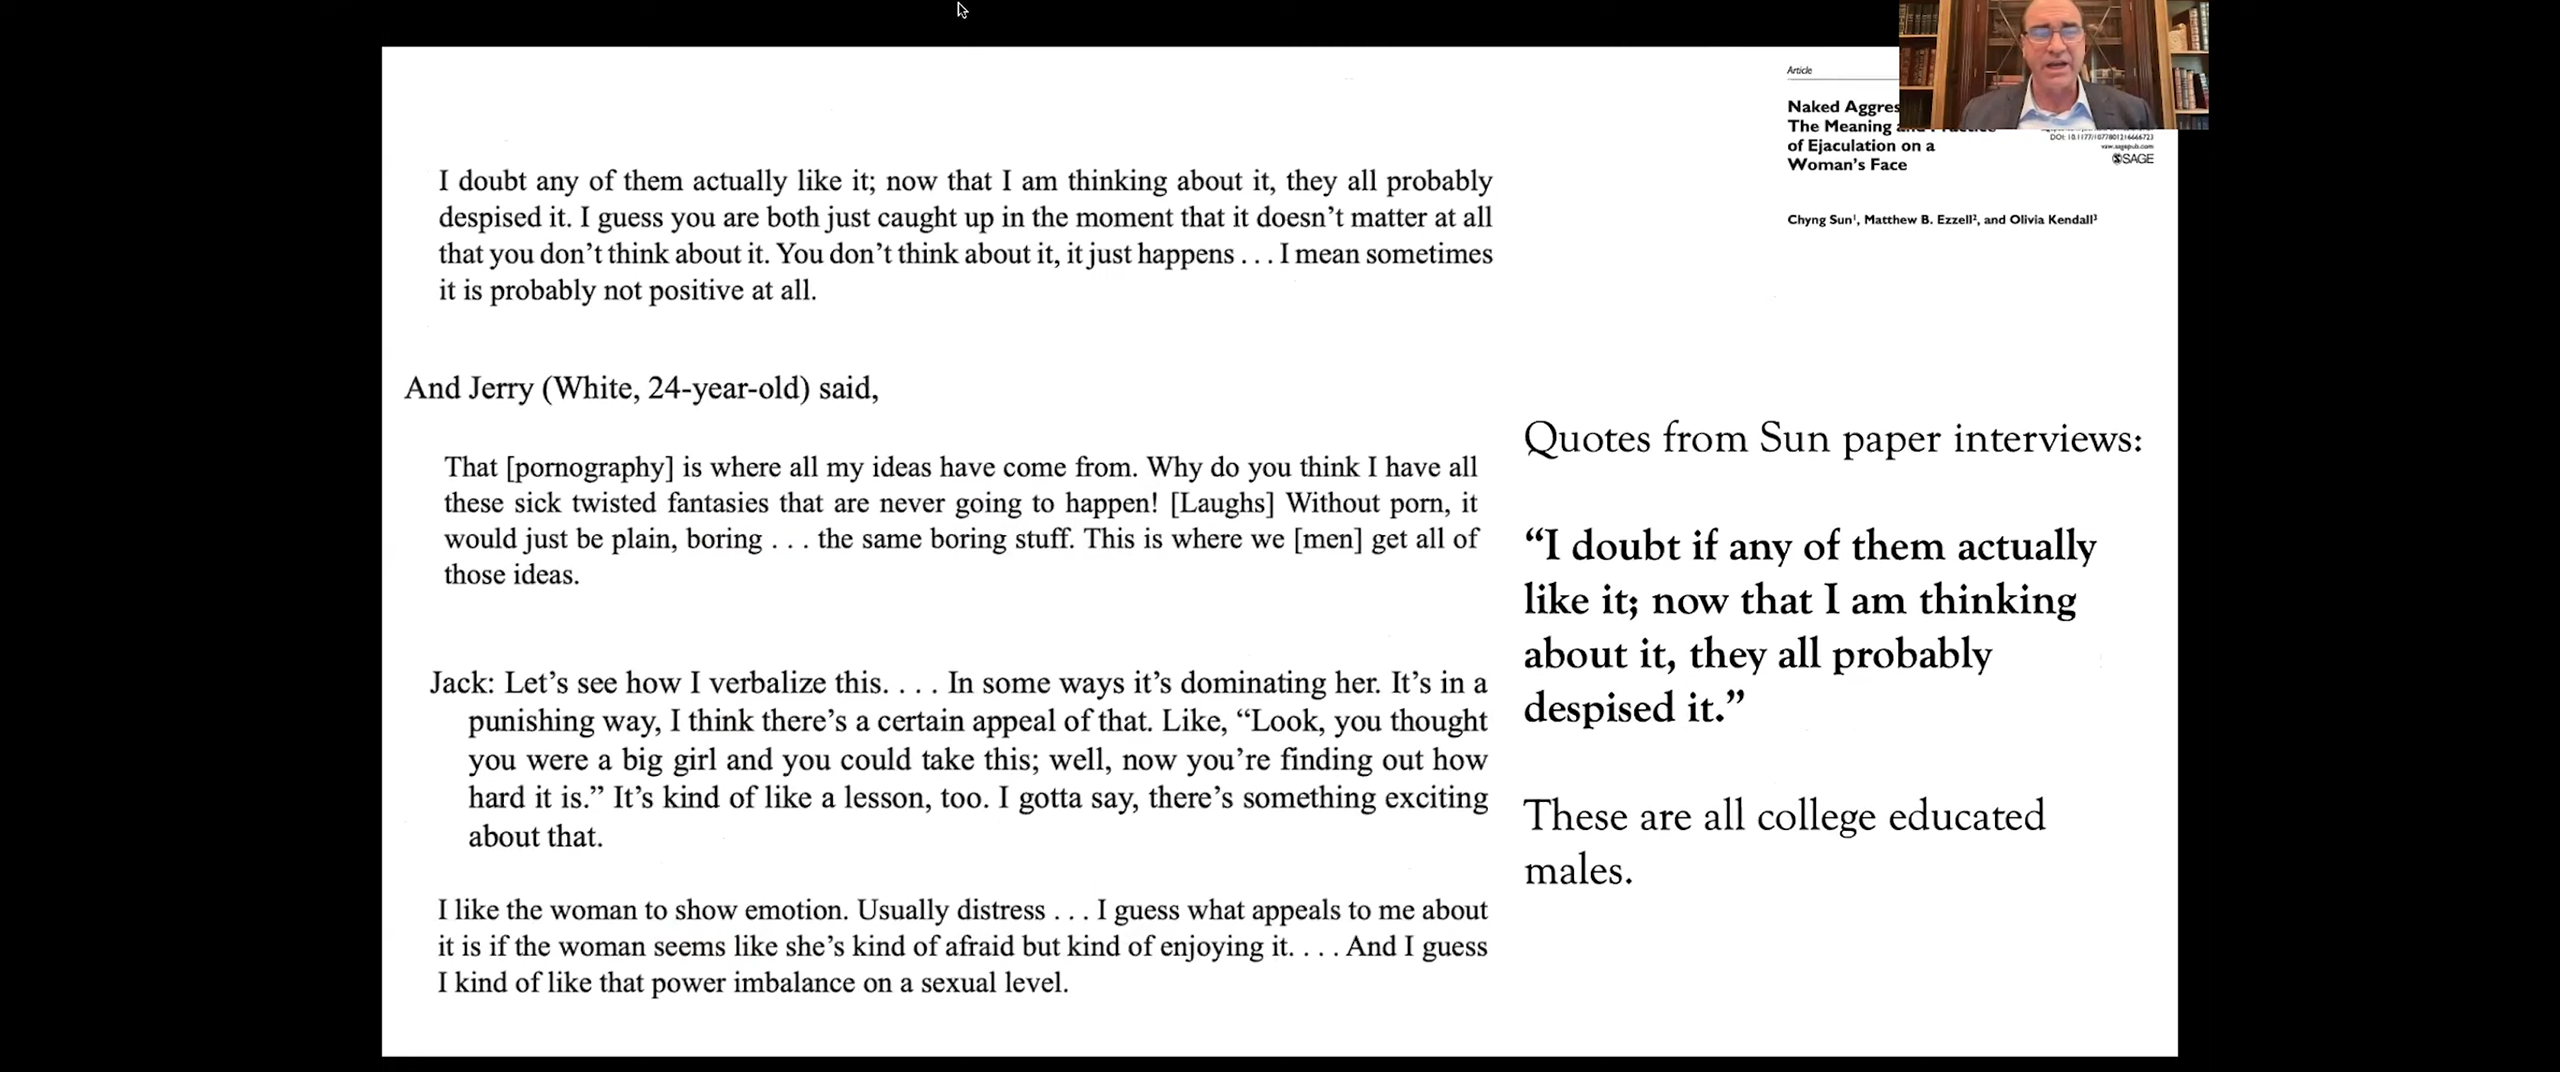 Article
Naked Aggres
The Meaning
of Ejaculation on a
Woman's Face
DOI: 10.1177/1077801216666723
vaw.sagepub.com
SAGE
Chyng Sun¹, Matthew B. Ezzell², and Olivia Kendall³
I doubt any of them actually like it; now that I am thinking about it, they all probably
despised it. I guess you are both just caught up in the moment that it doesn't matter at all
that you don't think about it. You don't think about it, it just happens . . . I mean sometimes
it is probably not positive at all.
And Jerry (White, 24-year-old) said,
That [pornography] is where all my ideas have come from. Why do you think I have all
these sick twisted fantasies that are never going to happen! [Laughs] Without porn, it
would just be plain, boring . . . the same boring stuff. This is where we [men] get all of
those ideas.
Jack: Let's see how I verbalize this. . . . In some ways it's dominating her. It's in a
punishing way, I think there's a certain appeal of that. Like, "Look, you thought
you were a big girl and you could take this; well, now you're finding out how
hard it is." It's kind of like a lesson, too. I gotta say, there's something exciting
about that.
I like the woman to show emotion. Usually distress . . . I guess what appeals to me about
it is if the woman seems like she's kind of afraid but kind of enjoying it. . . . And I guess
I kind of like that power imbalance on a sexual level.
Quotes from Sun paper interviews:
"I doubt if any of them actually
like it; now that I am thinking
about it, they all probably
despised it."
These are all college educated
males.